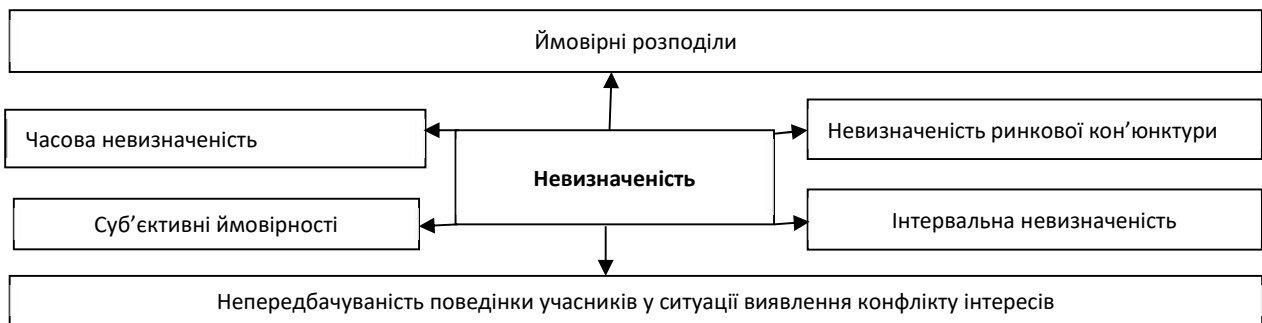 Ймовірні розподіли
Часова невизначеність
Невизначеність ринкової кон’юнктури
Невизначеність
Суб’єктивні ймовірності
Інтервальна невизначеність
Непередбачуваність поведінки учасників у ситуації виявлення конфлікту інтересів